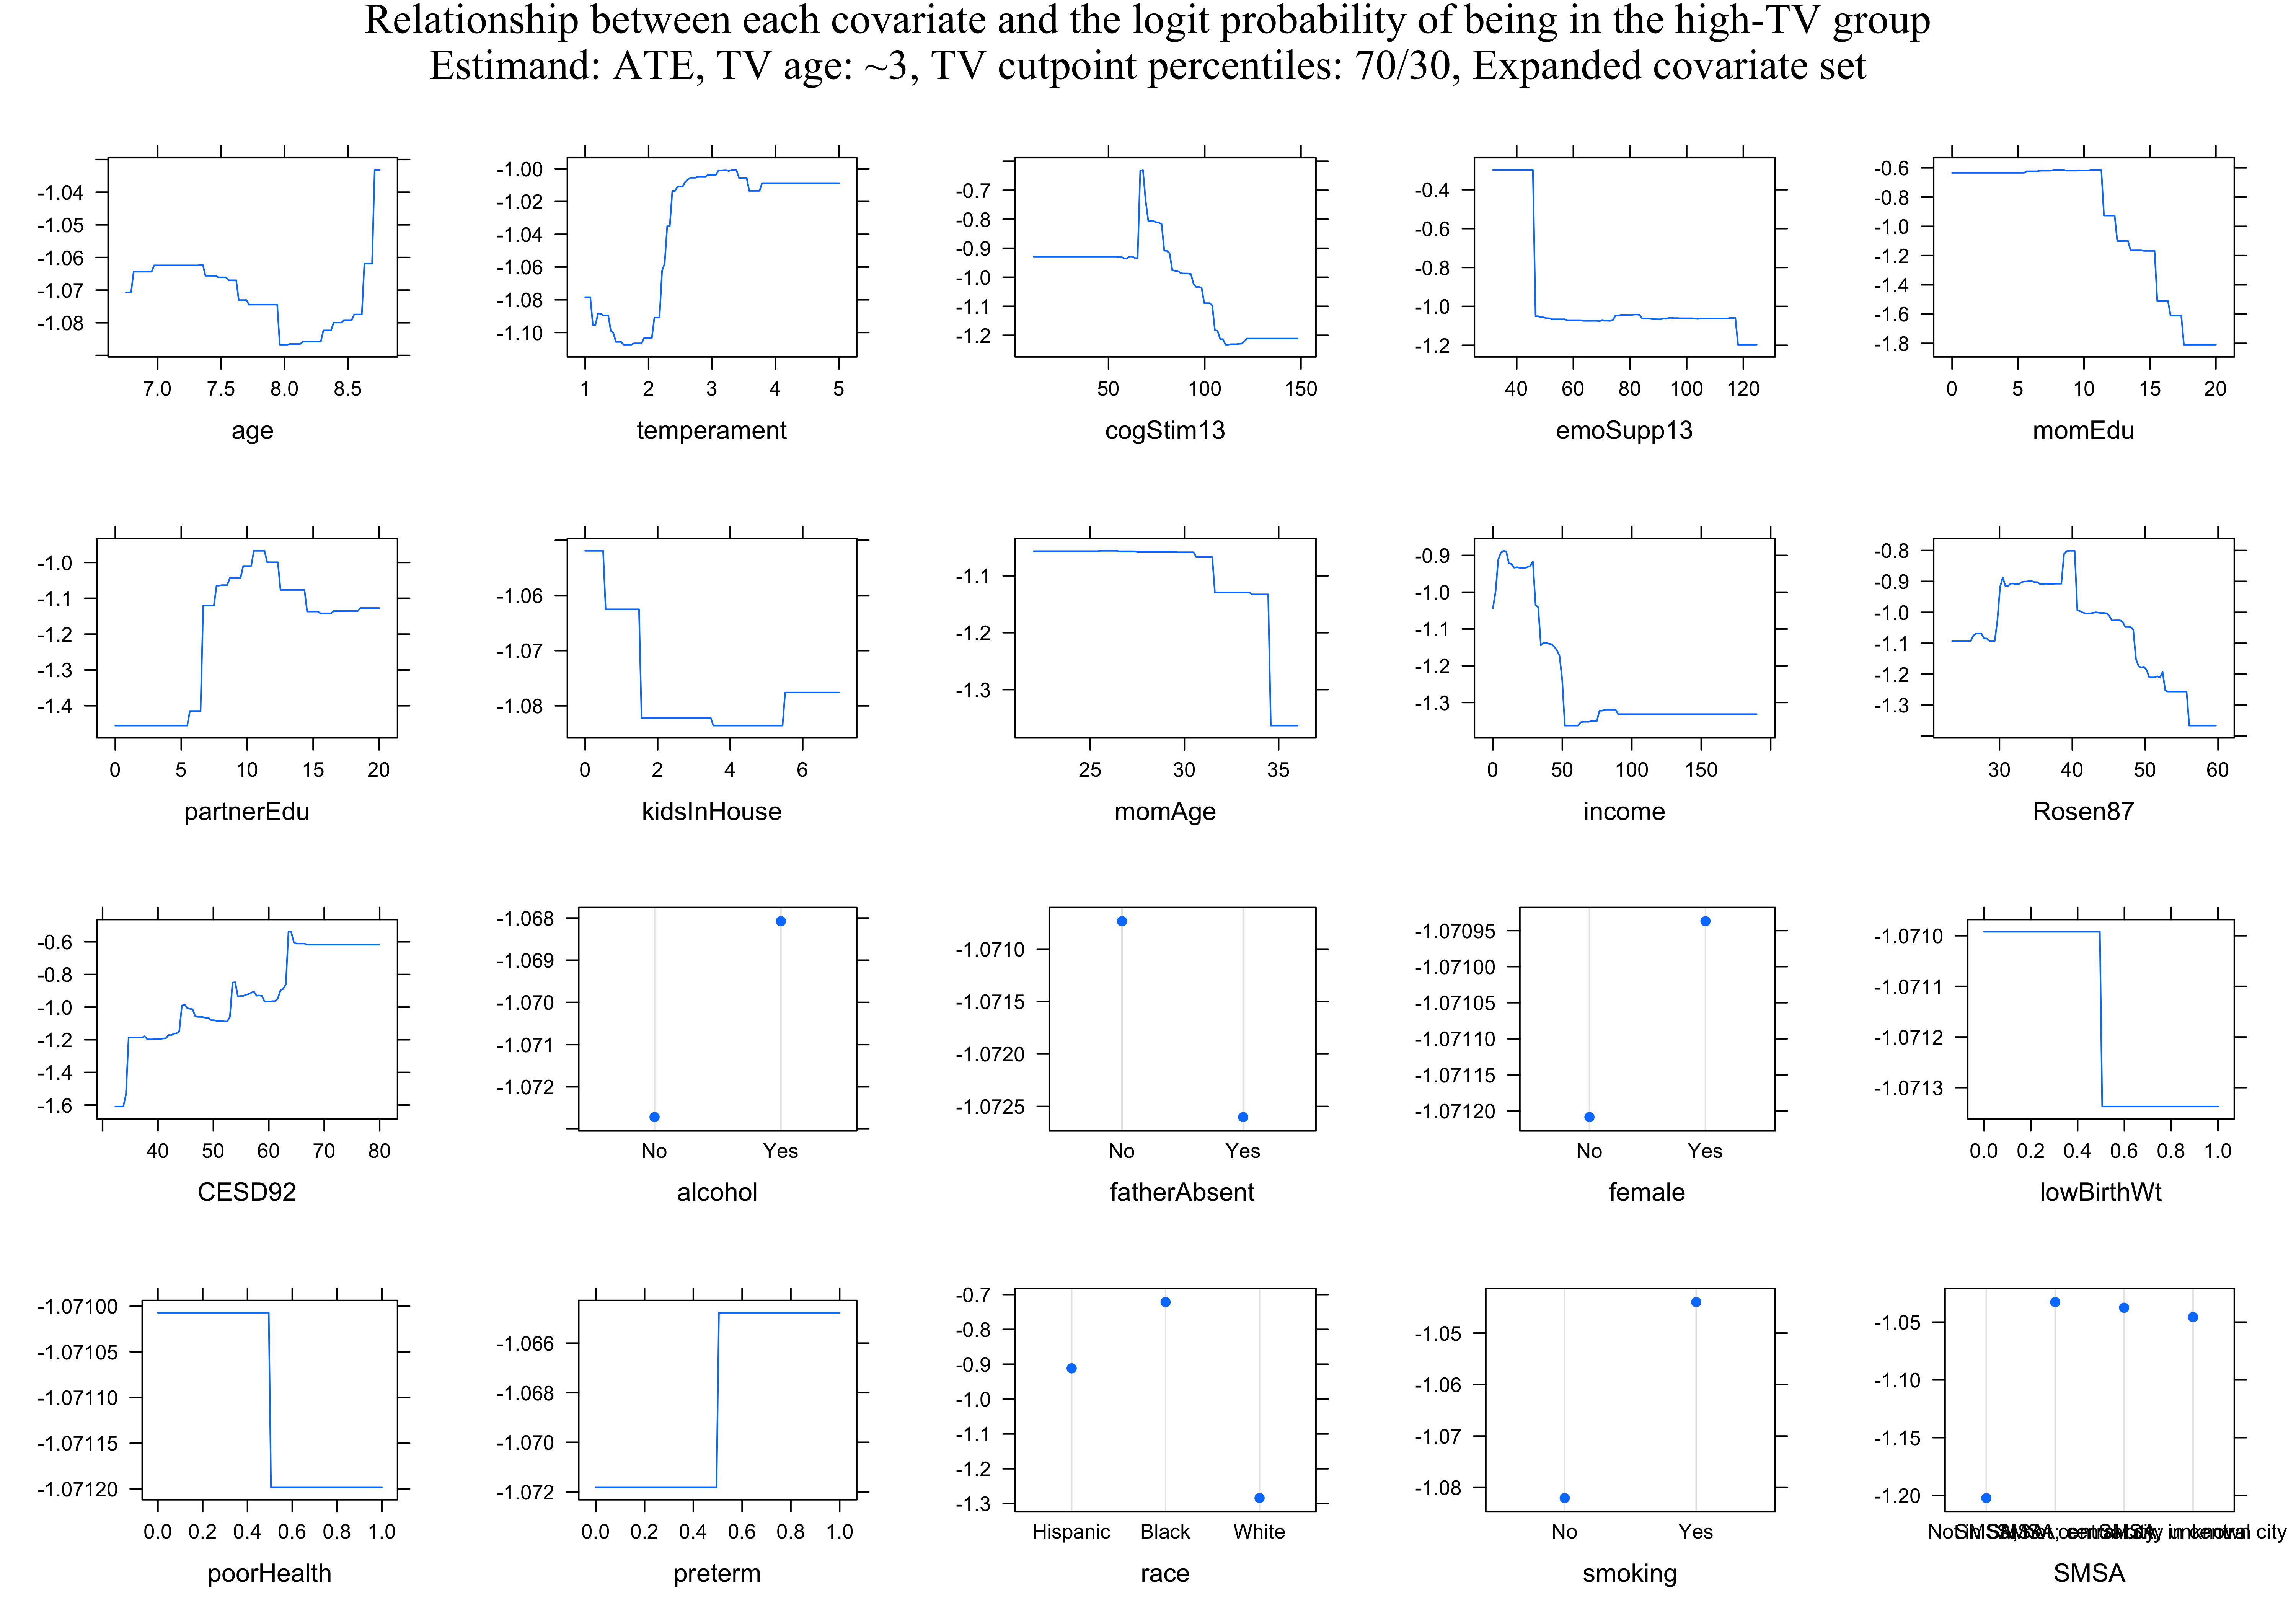 Relationship between each covariate and the logit probability of being in the high-TV group
Estimand: ATE, TV age: ~3, TV cutpoint percentiles: 70/30, Expanded covariate set
-1.04
-1.05
-1.06
-1.07
-1.08
7.0 7.5 8.0 8.5
age
-1.00
-1.02
-1.04
-1.06
-1.08
-1.10
1 2 3 4 5
temperament
-0.7
-0.8
-0.9
-1.0
-1.1
-1.2
50 100 150
cogStim13
-0.4
-0.6
-0.8
-1.0
-1.2
40 60 80 100 120
emoSupp13
-0.6
-0.8
-1.0
-1.2
-1.4
-1.6
-1.8
0 5 10 15 20
momEdu
-1.0
-1.1
-1.2
-1.3
-1.4
0 5 10 15 20
partnerEdu
-1.06
-1.07
-1.08
0 2 4 6
kidsInHouse
-1.1
-1.2
-1.3
25 30 35
momAge
-0.9
-1.0
-1.1
-1.2
-1.3
0 50 100 150
income
-0.8
-0.9
-1.0
-1.1
-1.2
-1.3
30 40 50 60
Rosen87
-0.6
-0.8
-1.0
-1.2
-1.4
-1.6
40 50 60 70 80
CESD92
-1.068
-1.069
-1.070
-1.071
-1.072
No Yes
alcohol
-1.0710
-1.0715
-1.0720
-1.0725
No Yes
fatherAbsent
-1.07095
-1.07100
-1.07105
-1.07110
-1.07115
-1.07120
No Yes
female
-1.0710
-1.0711
-1.0712
-1.0713
0.0 0.2 0.4 0.6 0.8 1.0
lowBirthWt
-1.07100
-1.07105
-1.07110
-1.07115
-1.07120
0.0 0.2 0.4 0.6 0.8 1.0
poorHealth
-1.066
-1.068
-1.070
-1.072
0.0 0.2 0.4 0.6 0.8 1.0
preterm
-0.7
-0.8
-0.9
-1.0
-1.1
-1.2
-1.3
Hispanic Black White
race
-1.05
-1.06
-1.07
-1.08
No Yes
smoking
-1.05
-1.10
-1.15
-1.20
city
SMSA